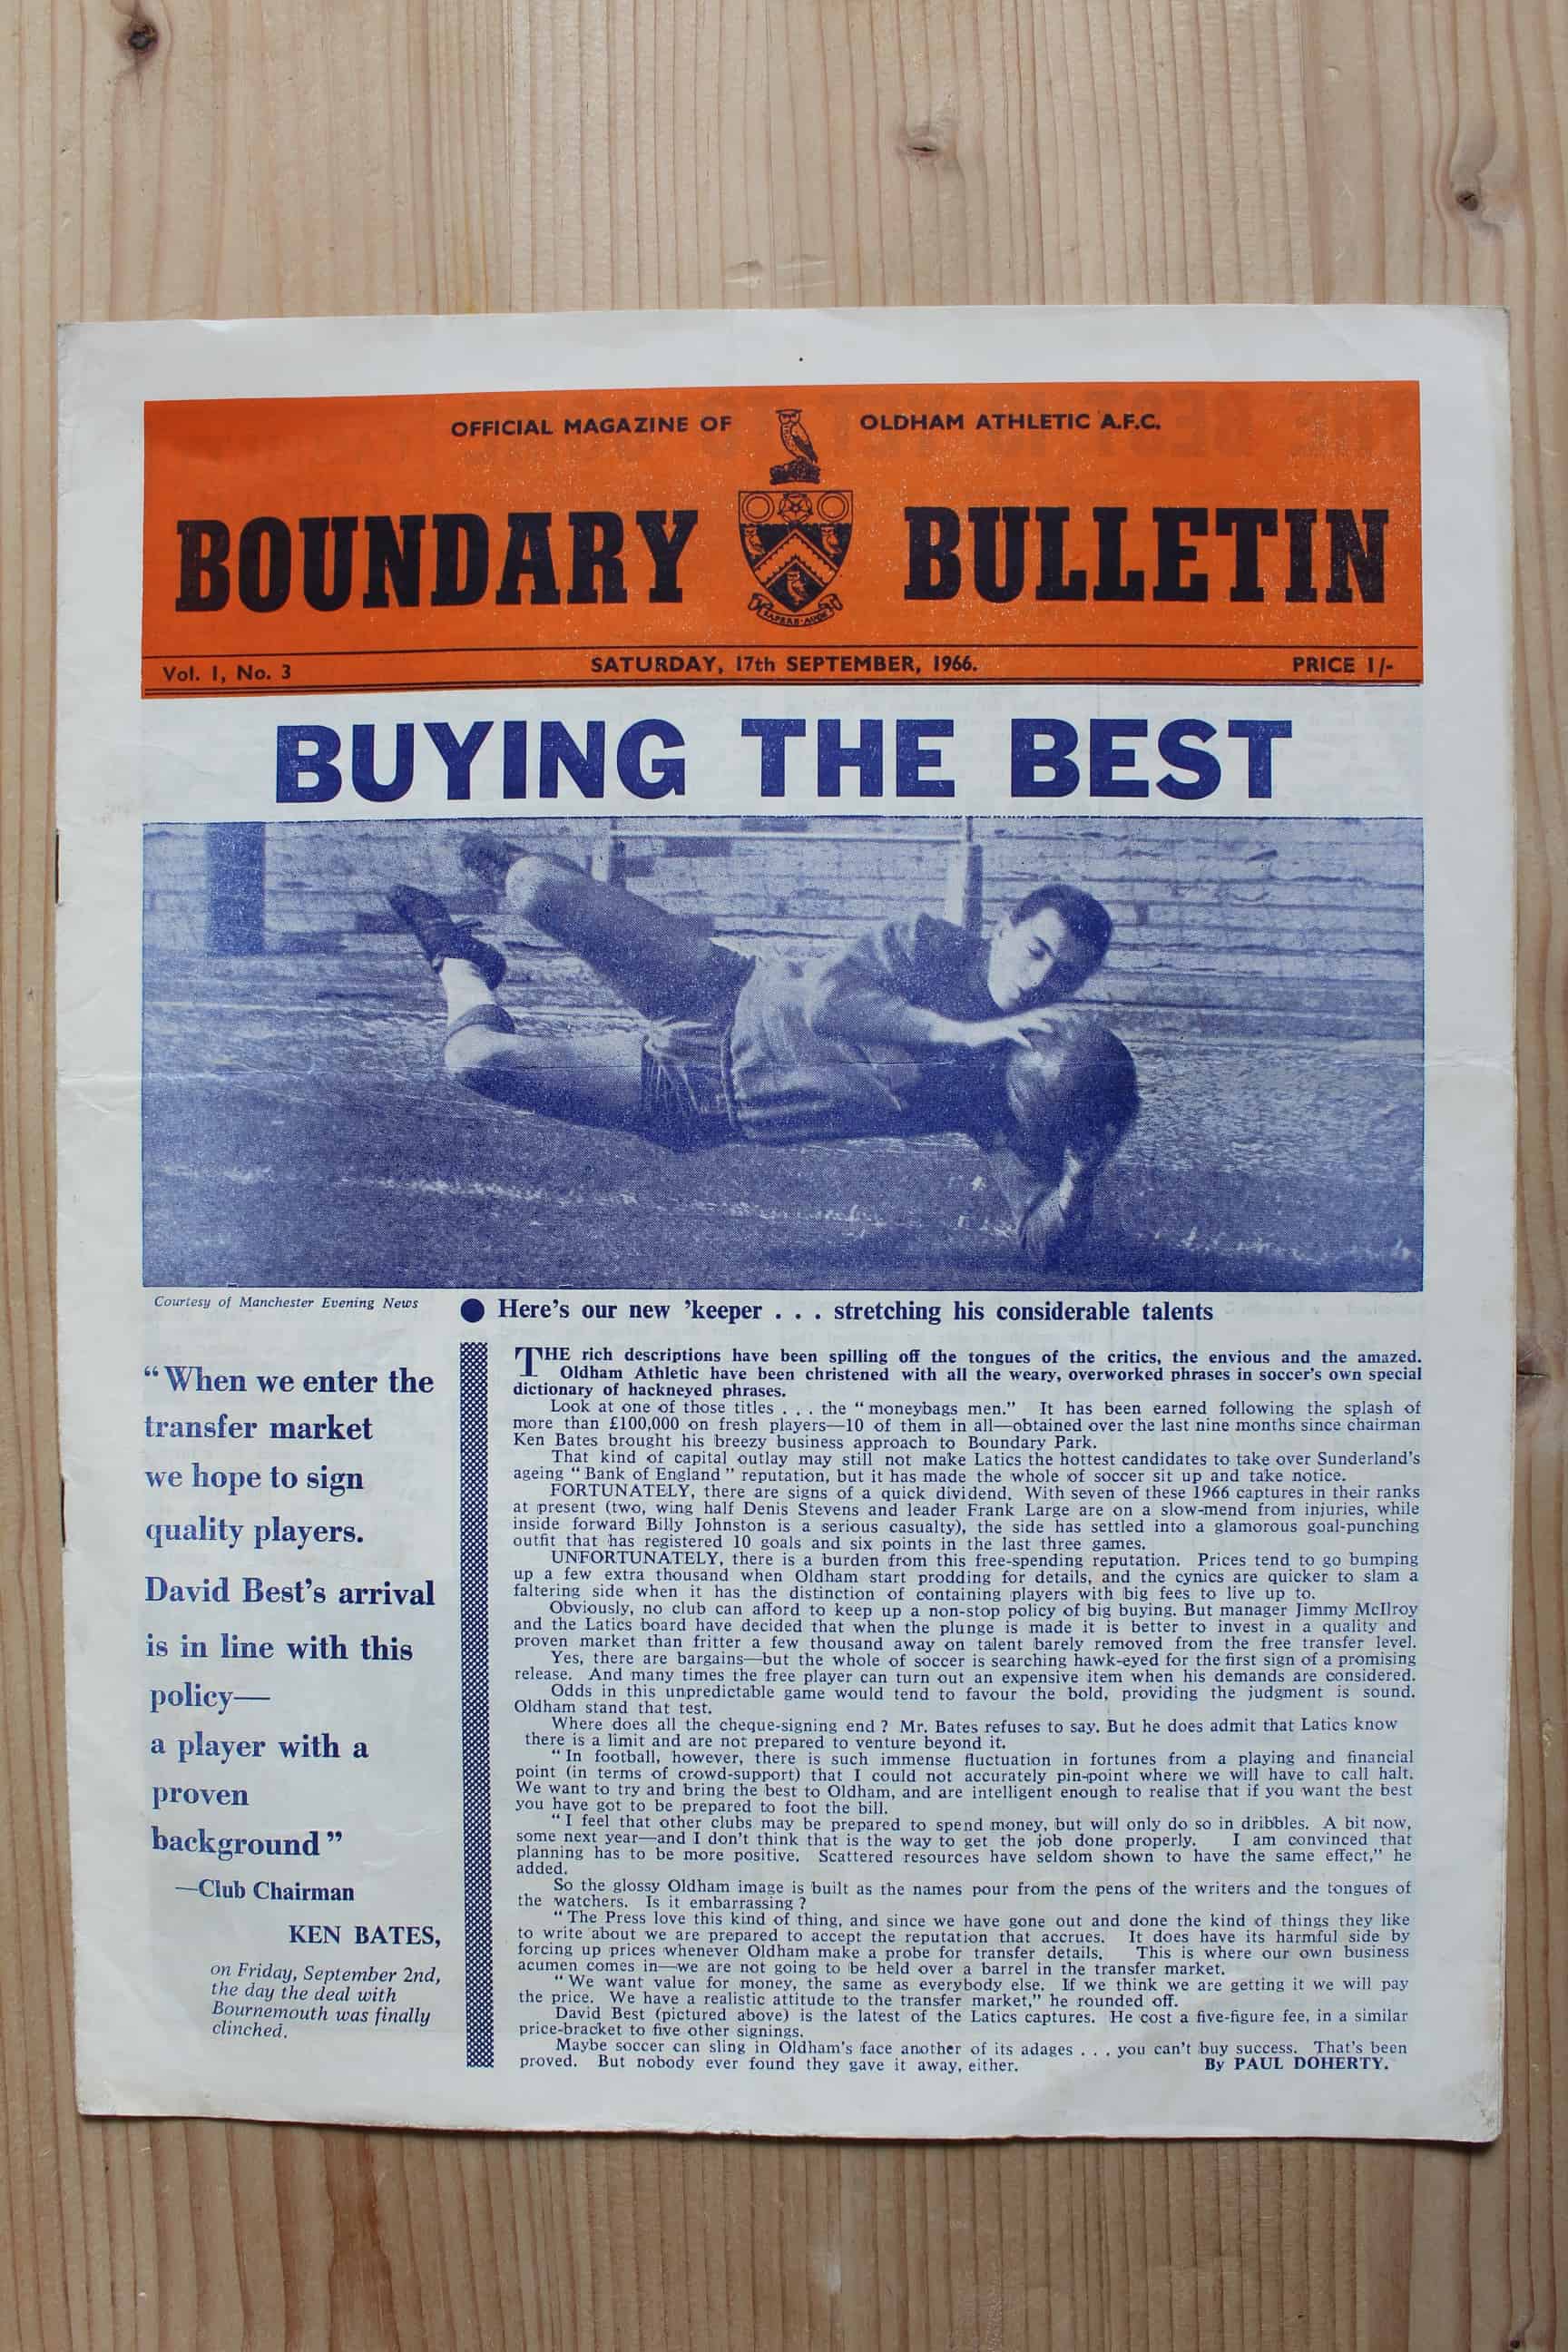 OFFICIAL MAGAZINE OF OLDHAM ATHLETIC A.F.C.
BOUNDARY BULLETIN
SAPERE·AUDE
Vol. 1, No. 3 SATURDAY, 17th SEPTEMBER, 1966. PRICE 1/-
BUYING THE BEST
Courtesy of Manchester Evening News
● Here's our new 'keeper . . . stretching his considerable talents
“When we enter the
transfer market
we hope to sign
quality players.
David Best's arrival
is in line with this
policy—
a player with a
proven
background”
—Club Chairman
KEN BATES,
on Friday, September 2nd,
the day the deal with
Bournemouth was finally
clinched.
THE rich descriptions have been spilling off the tongues of the critics, the envious and the amazed.
Oldham Athletic have been christened with all the weary, overworked phrases in soccer's own special
dictionary of hackneyed phrases.
Look at one of those titles . . . the “moneybags men.” It has been earned following the splash of
more than £100,000 on fresh players—10 of them in all—obtained over the last nine months since chairman
Ken Bates brought his breezy business approach to Boundary Park.
That kind of capital outlay may still not make Latics the hottest candidates to take over Sunderland's
ageing “Bank of England” reputation, but it has made the whole of soccer sit up and take notice.
FORTUNATELY, there are signs of a quick dividend. With seven of these 1966 captures in their ranks
at present (two, wing half Denis Stevens and leader Frank Large are on a slow-mend from injuries, while
inside forward Billy Johnston is a serious casualty), the side has settled into a glamorous goal-punching
outfit that has registered 10 goals and six points in the last three games.
UNFORTUNATELY, there is a burden from this free-spending reputation. Prices tend to go bumping
up a few extra thousand when Oldham start prodding for details, and the cynics are quicker to slam a
faltering side when it has the distinction of containing players with big fees to live up to.
Obviously, no club can afford to keep up a non-stop policy of big buying. But manager Jimmy McIlroy
and the Latics board have decided that when the plunge is made it is better to invest in a quality and
proven market than fritter a few thousand away on talent barely removed from the free transfer level.
Yes, there are bargains—but the whole of soccer is searching hawk-eyed for the first sign of a promising
release. And many times the free player can turn out an expensive item when his demands are considered.
Odds in this unpredictable game would tend to favour the bold, providing the judgment is sound.
Oldham stand that test.
Where does all the cheque-signing end? Mr. Bates refuses to say. But he does admit that Latics know
there is a limit and are not prepared to venture beyond it.
“In football, however, there is such immense fluctuation in fortunes from a playing and financial
point (in terms of crowd-support) that I could not accurately pin-point where we will have to call halt.
We want to try and bring the best to Oldham, and are intelligent enough to realise that if you want the best
you have got to be prepared to foot the bill.
“I feel that other clubs may be prepared to spend money, but will only do so in dribbles. A bit now,
some next year—and I don't think that is the way to get the job done properly. I am convinced that
planning has to be more positive. Scattered resources have seldom shown to have the same effect,” he
added.
So the glossy Oldham image is built as the names pour from the pens of the writers and the tongues of
the watchers. Is it embarrassing?
“The Press love this kind of thing, and since we have gone out and done the kind of things they like
to write about we are prepared to accept the reputation that accrues. It does have its harmful side by
forcing up prices whenever Oldham make a probe for transfer details. This is where our own business
acumen comes in—we are not going to be held over a barrel in the transfer market.
“We want value for money, the same as everybody else. If we think we are getting it we will pay
the price. We have a realistic attitude to the transfer market,” he rounded off.
David Best (pictured above) is the latest of the Latics captures. He cost a five-figure fee, in a similar
price-bracket to five other signings.
Maybe soccer can sling in Oldham's face another of its adages . . . you can't buy success. That's been
proved. But nobody ever found they gave it away, either. By PAUL DOHERTY.